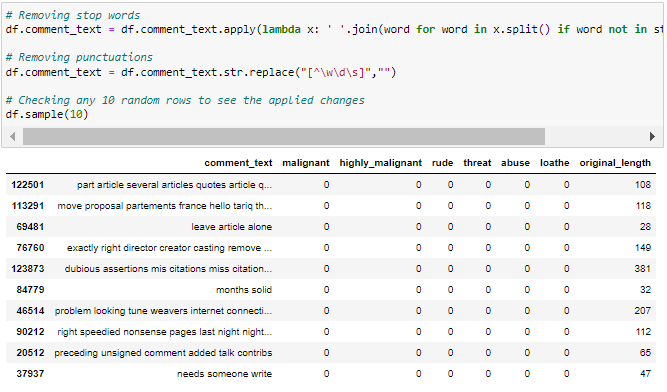 # Removing stop words
df.comment_text = df.comment_text.apply(lambda x: ' '.join(word for word in x.split() if word not in st
# Removing punctuations
df.comment_text = df.comment_text.str.replace("[^\w\d\s]","")
# Checking any 10 random rows to see the applied changes
df.sample(10)
comment_text malignant highly_malignant rude threat abuse loathe original_length
122501 part article several articles quotes article q... 0 0 0 0 0 0 108
113291 move proposal partements france hello tariq th... 0 0 0 0 0 0 118
69481 leave article alone 0 0 0 0 0 0 28
76760 exactly right director creator casting remove ... 0 0 0 0 0 0 149
123873 dubious assertions mis citations miss citation... 0 0 0 0 0 0 381
84779 months solid 0 0 0 0 0 0 32
46514 problem looking tune weavers internet connecti... 0 0 0 0 0 0 207
90212 right speedied nonsense pages last night night... 0 0 0 0 0 0 112
20512 preceding unsigned comment added talk contribs 0 0 0 0 0 0 65
37937 needs someone write 0 0 0 0 0 0 47